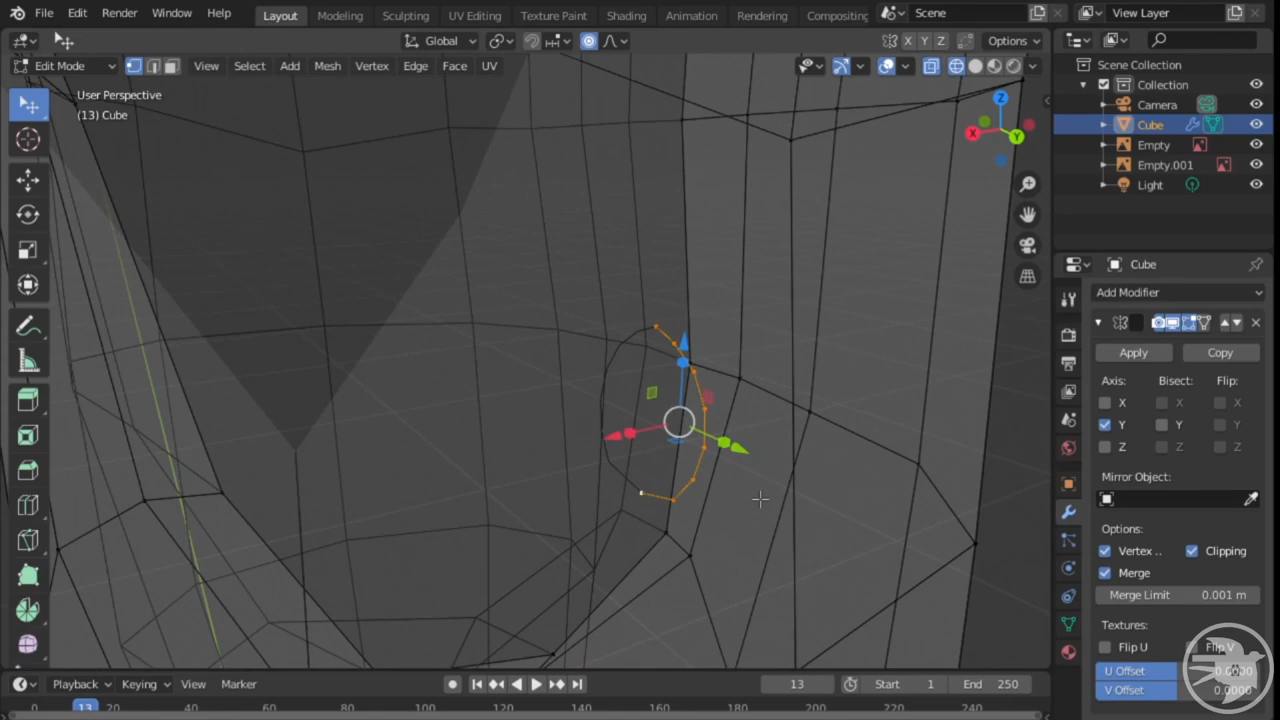 File Edit Render Window Help Layout Modeling Sculpting UV Editing Texture Paint Shading Animation Rendering Compositing Scene View Layer
Global X Y Z Options
Edit Mode View Select Add Mesh Vertex Edge Face UV
Scene Collection
Collection
Camera
Cube
Empty
Empty.001
Light
User Perspective
(13) Cube
Z
X
Y
Cube
Add Modifier
Apply Copy
Axis: Bisect: Flip:
X X X
Y Y Y
Z Z Z
Mirror Object:
Options:
Vertex .. Clipping
Merge
Merge Limit 0.001 m
Textures:
Flip U Flip V
U Offset 0.0000
V Offset 0.0000
Playback Keying View Marker 13 Start 1 End 250
0 13 20 40 60 80 100 120 140 160 180 200 220 240